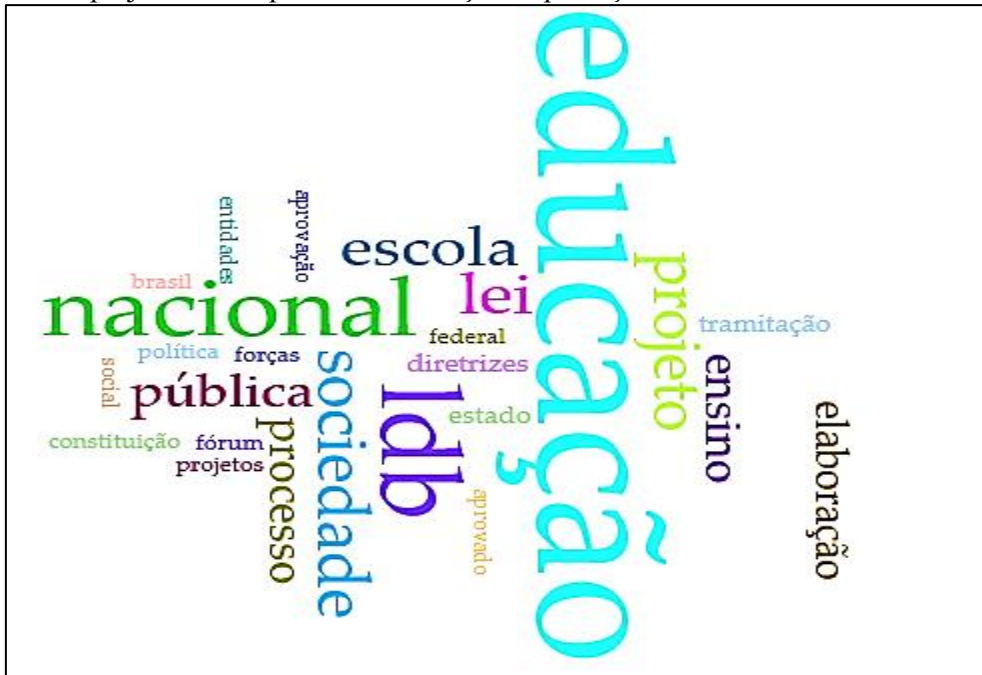 educação
entidades
aprovação
escola
brasil
nacional
lei
projeto
tramitação
federal
política
forças
diretrizes
social
pública
sociedade
ldb
estado
ensino
elaboração
constituição
fórum
projetos
processo
aprovado